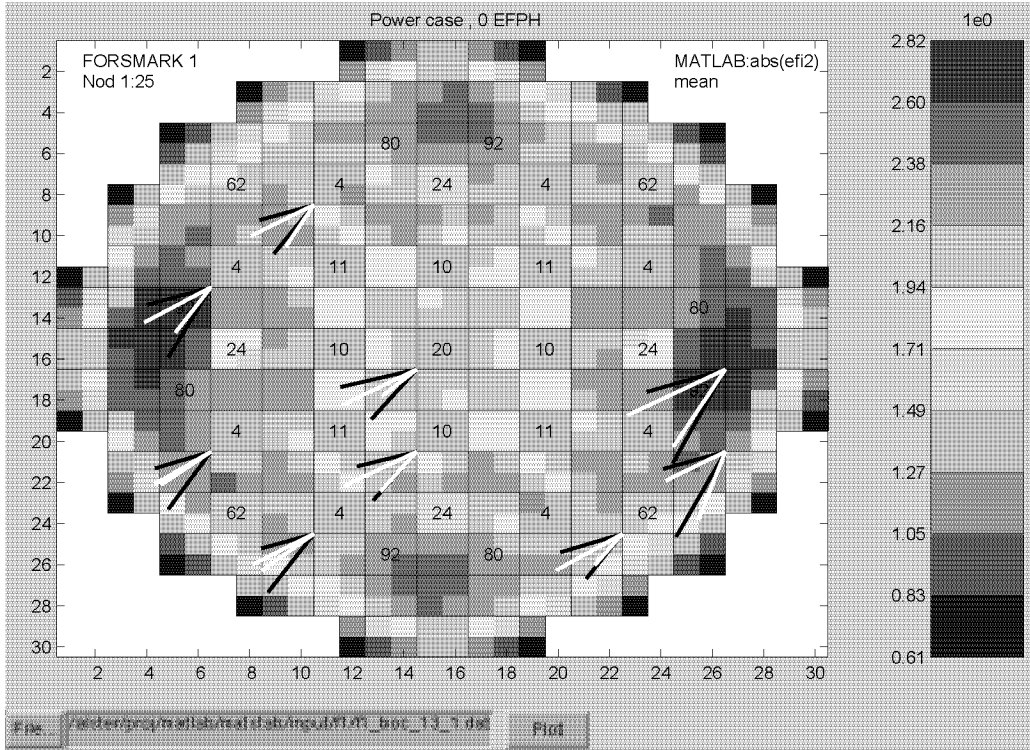 Power case , 0 EFPH
1e0
FORSMARK 1
Nod 1:25
MATLAB:abs(efi2)
mean
2
4
6
8
10
12
14
16
18
20
22
24
26
28
30
80 92
62 4 24 4 62
4 11 10 11 4
80
24 10 20 10 24
80
4 11 10 11 4
62 4 24 4 62
92 80
2 4 6 8 10 12 14 16 18 20 22 24 26 28 30
2.82
2.60
2.38
2.16
1.94
1.71
1.49
1.27
1.05
0.83
0.61
File...
Plot